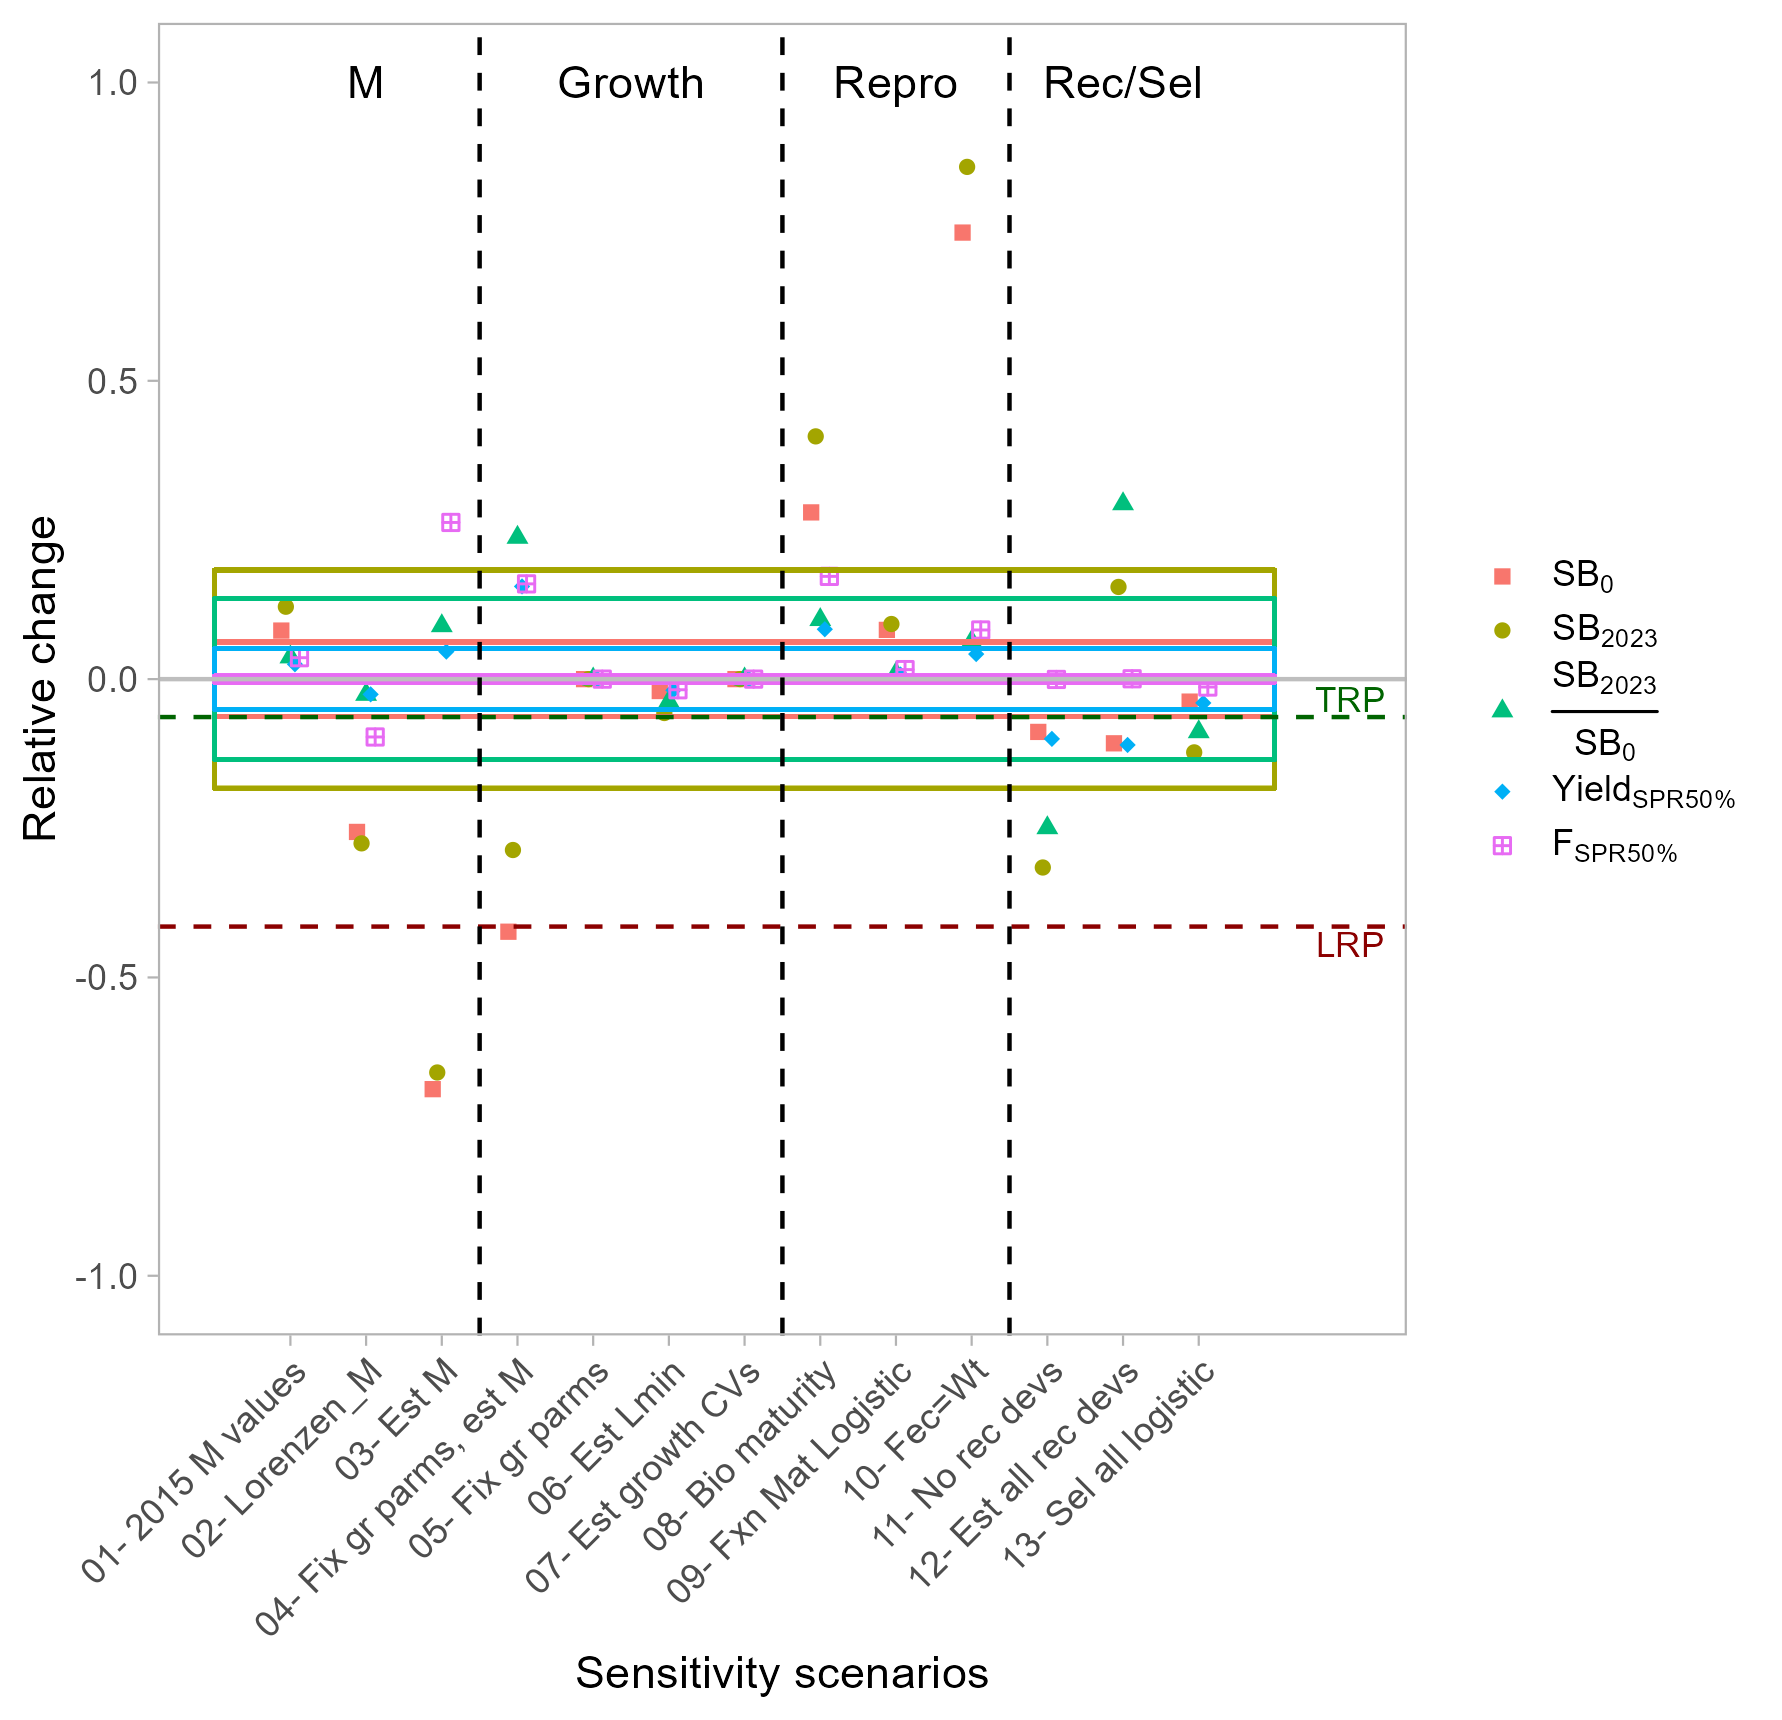 M Growth Repro Rec/Sel
1.0
0.5
0.0
-0.5
-1.0
Relative change
TRP
LRP
01- 2015 M values
02- Lorenzen_M
03- Est M
04- Fix gr parms, est M
05- Fix gr parms
06- Est Lmin
07- Est growth CVs
08- Bio maturity
09- Fxn Mat Logistic
10- Fec=Wt
11- No rec devs
12- Est all rec devs
13- Sel all logistic
Sensitivity scenarios
SB0
SB2023
SB2023
SB0
YieldSPR50%
FSPR50%